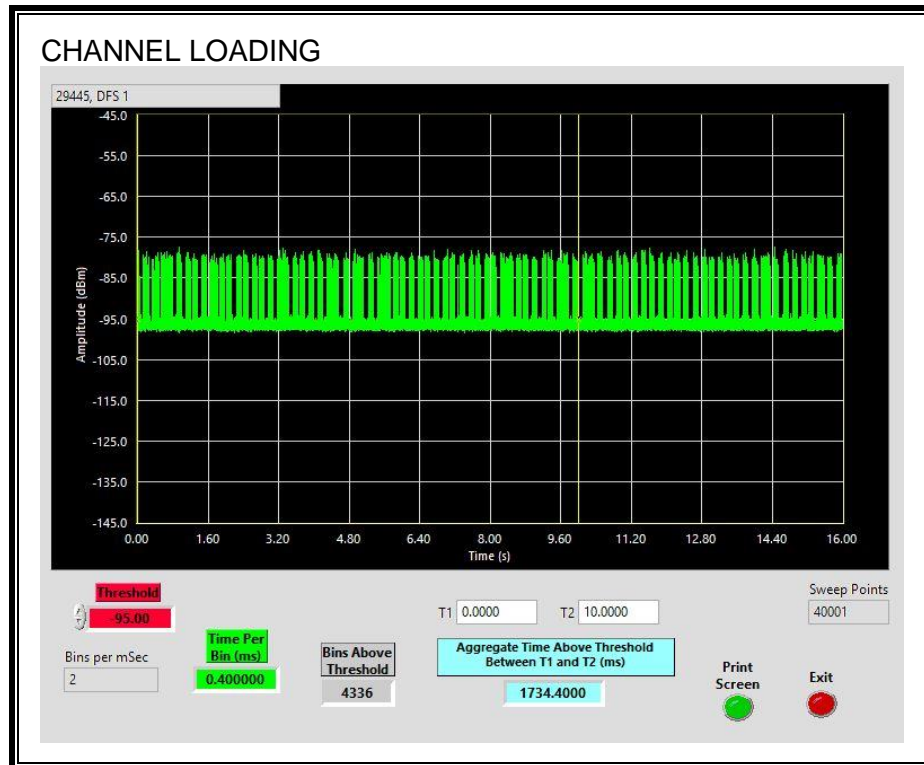 CHANNEL LOADING
29445, DFS 1
-45.0
-55.0
-65.0
-75.0
-85.0
-95.0
-105.0
-115.0
-125.0
-135.0
-145.0
Amplitude (dBm)
0.00 1.60 3.20 4.80 6.40 8.00 9.60 11.20 12.80 14.40 16.00
Time (s)
Threshold
-95.00
Bins per mSec
2
Time Per
Bin (ms)
0.400000
Bins Above
Threshold
4336
T1 0.0000 T2 10.0000
Aggregate Time Above Threshold
Between T1 and T2 (ms)
1734.4000
Sweep Points
40001
Print
Screen
Exit